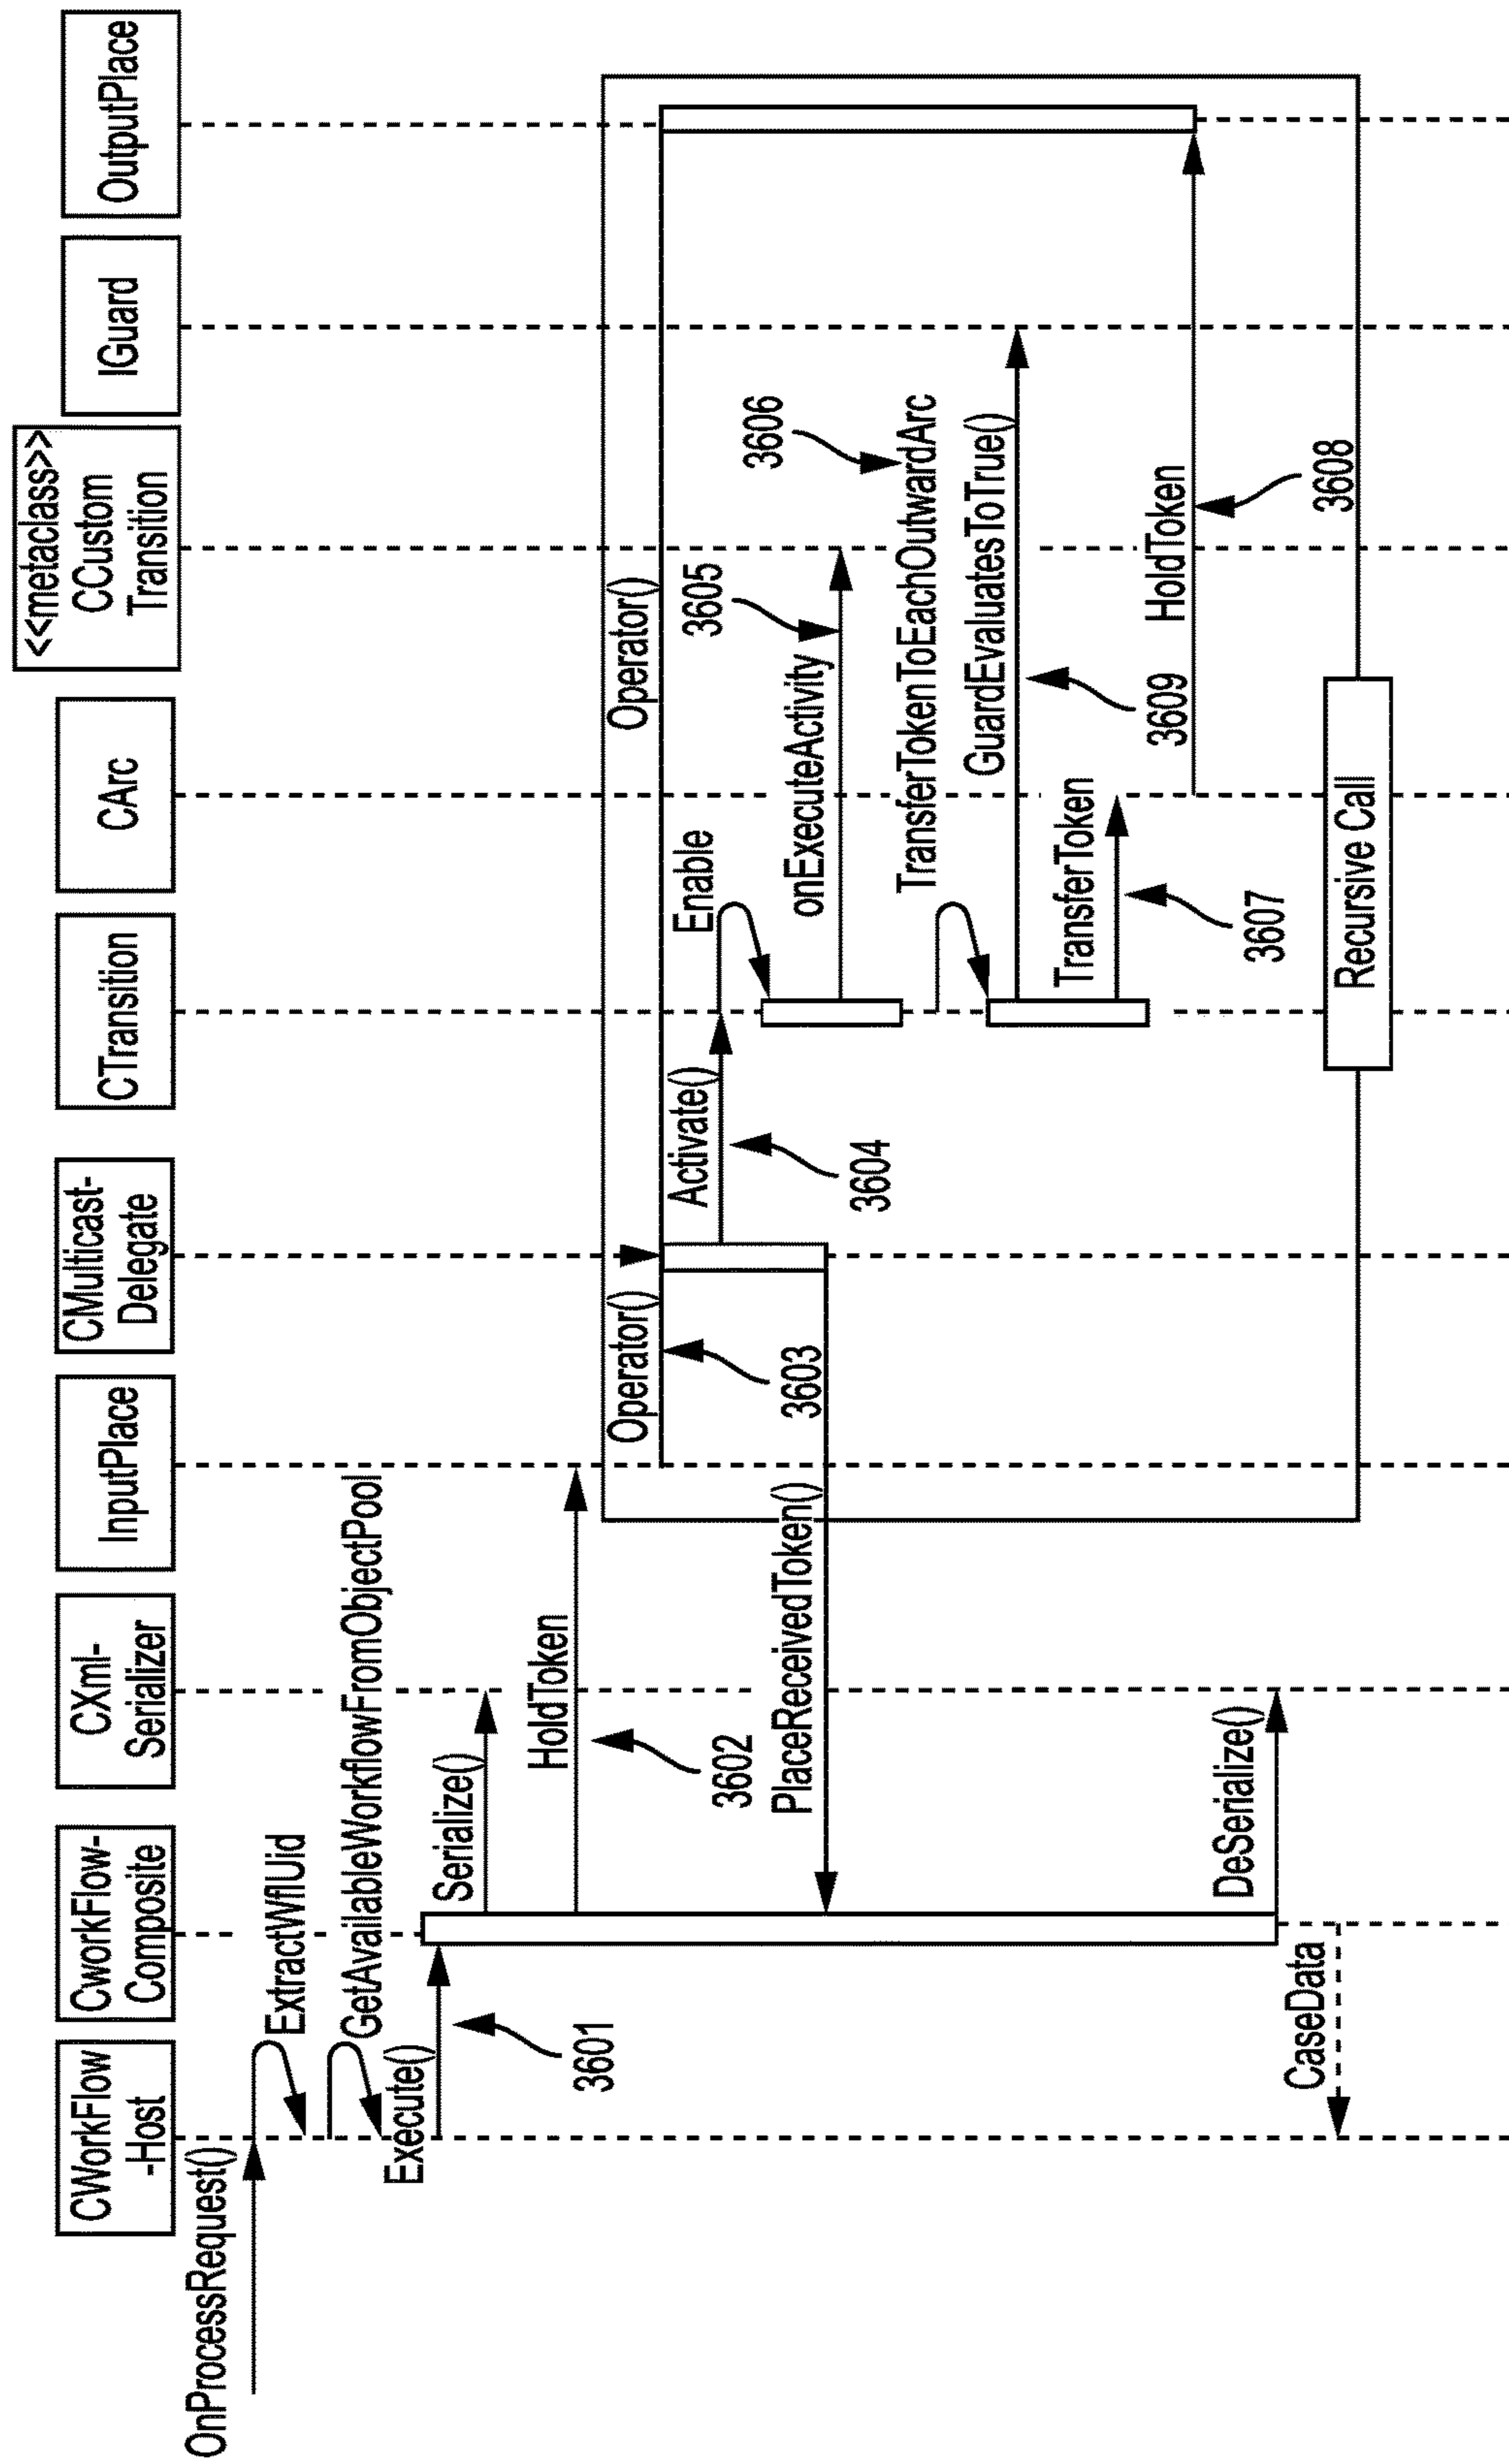 CWorkFlow
-Host
CworkFlow-
Composite
CXml-
Serializer
InputPlace
CMulticast-
Delegate
CTransition
CArc
<<metaclass>>
CCustom
Transition
IGuard
OutputPlace
OnProcessRequest()
ExtractWflUid
GetAvailableWorkflowFromObjectPool
Execute()
3601
Serialize()
HoldToken
3602
Operator()
Operator()
3603
Activate()
3604
Enable
PlaceReceivedToken()
onExecuteActivity
3605
TransferTokenToEachOutwardArc
3606
GuardEvaluatesToTrue()
3609
TransferToken
3607
HoldToken
3608
DeSerialize()
CaseData
Recursive Call